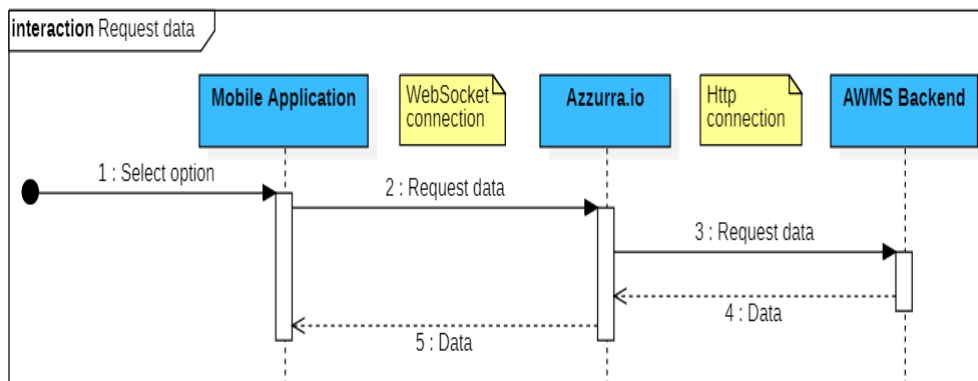 interaction Request data
Mobile Application
WebSocket
connection
Azzurra.io
Http
connection
AWMS Backend
1 : Select option
2 : Request data
3 : Request data
4 : Data
5 : Data